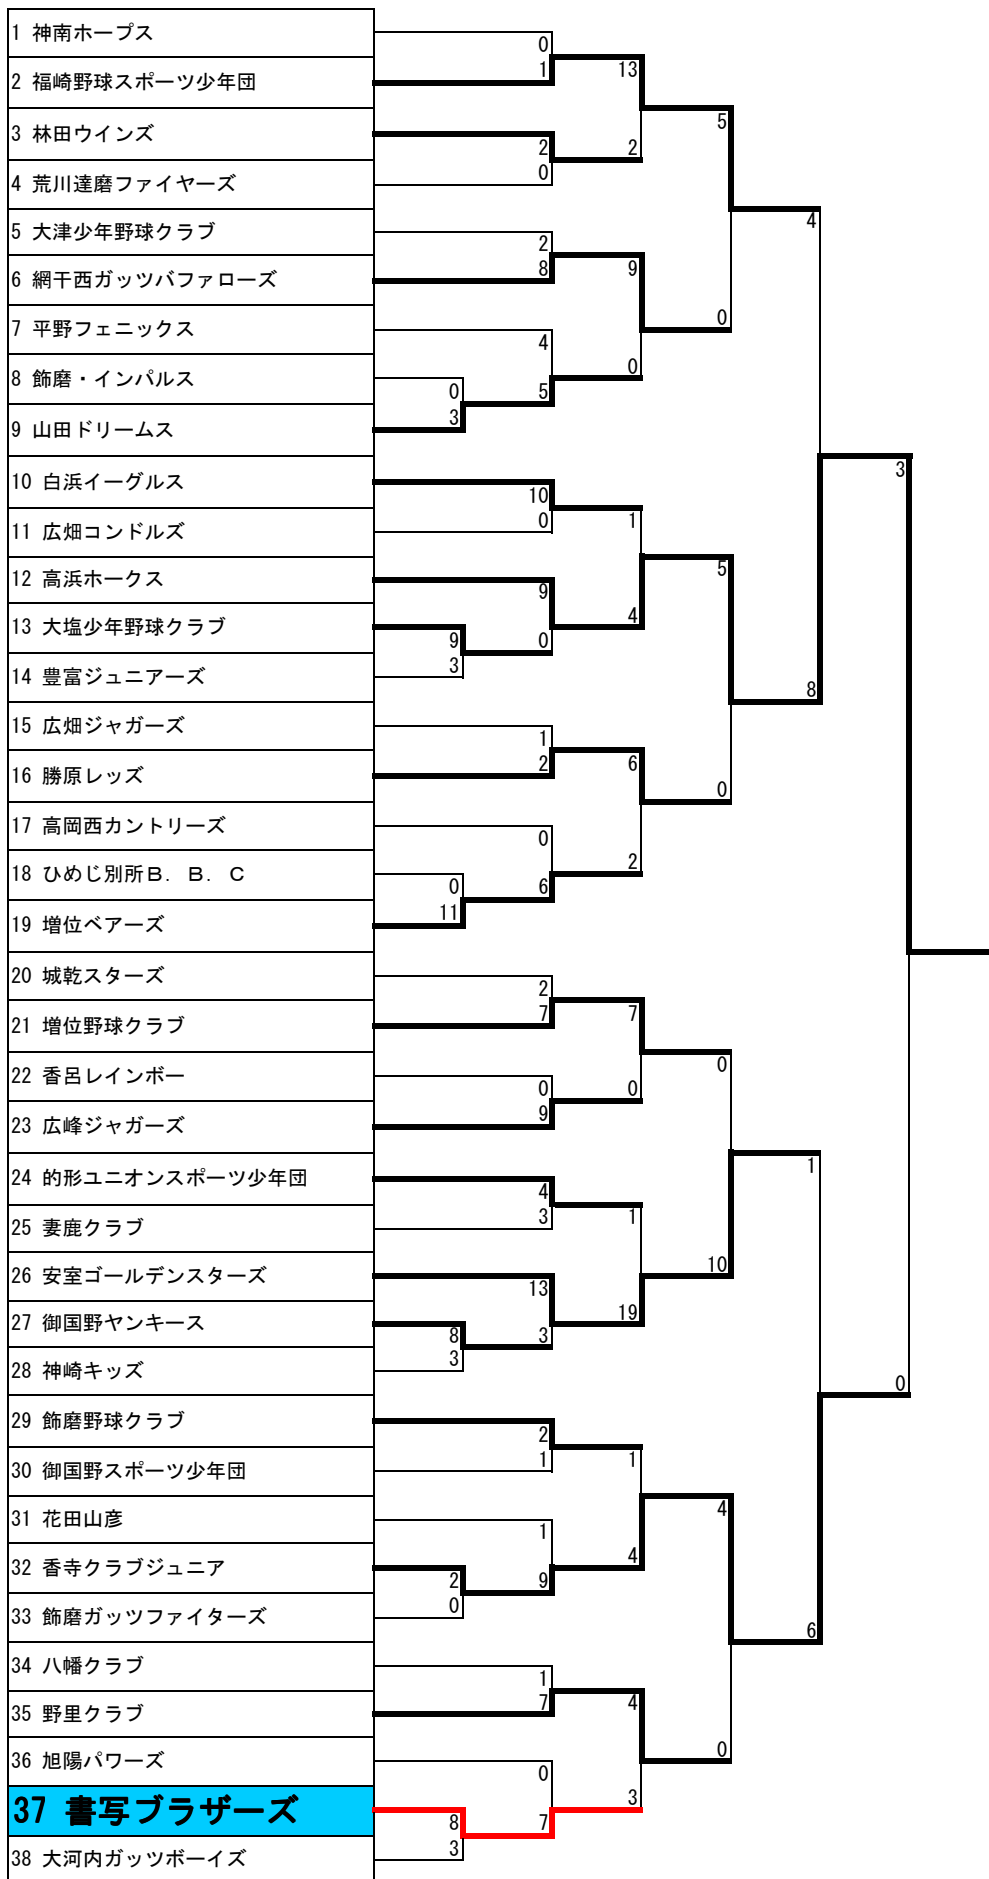 1 神南ホープス
0
1
13
2 福崎野球スポーツ少年団
5
3 林田ウインズ
2
2
0
4 荒川達磨ファイヤーズ
4
5 大津少年野球クラブ
2
8
9
6 網干西ガッツバファローズ
0
7 平野フェニックス
4
0
8 飾磨・インパルス
0
5
3
9 山田ドリームス
3
10 白浜イーグルス
10
0
1
11 広畑コンドルズ
5
12 高浜ホークス
9
4
13 大塩少年野球クラブ
9
0
3
14 豊富ジュニアーズ
8
15 広畑ジャガーズ
1
2
6
16 勝原レッズ
0
17 高岡西カントリーズ
0
2
18 ひめじ別所Ｂ．Ｂ．Ｃ
0
6
11
19 増位ベアーズ
20 城乾スターズ
2
7
7
21 増位野球クラブ
0
22 香呂レインボー
0
0
9
23 広峰ジャガーズ
1
24 的形ユニオンスポーツ少年団
4
3
1
25 妻鹿クラブ
10
26 安室ゴールデンスターズ
13
19
27 御国野ヤンキース
8
3
3
28 神崎キッズ
0
29 飾磨野球クラブ
2
1
1
30 御国野スポーツ少年団
4
31 花田山彦
1
4
32 香寺クラブジュニア
2
9
0
33 飾磨ガッツファイターズ
6
34 八幡クラブ
1
7
4
35 野里クラブ
0
36 旭陽パワーズ
0
3
37 書写ブラザーズ
8
7
3
38 大河内ガッツボーイズ